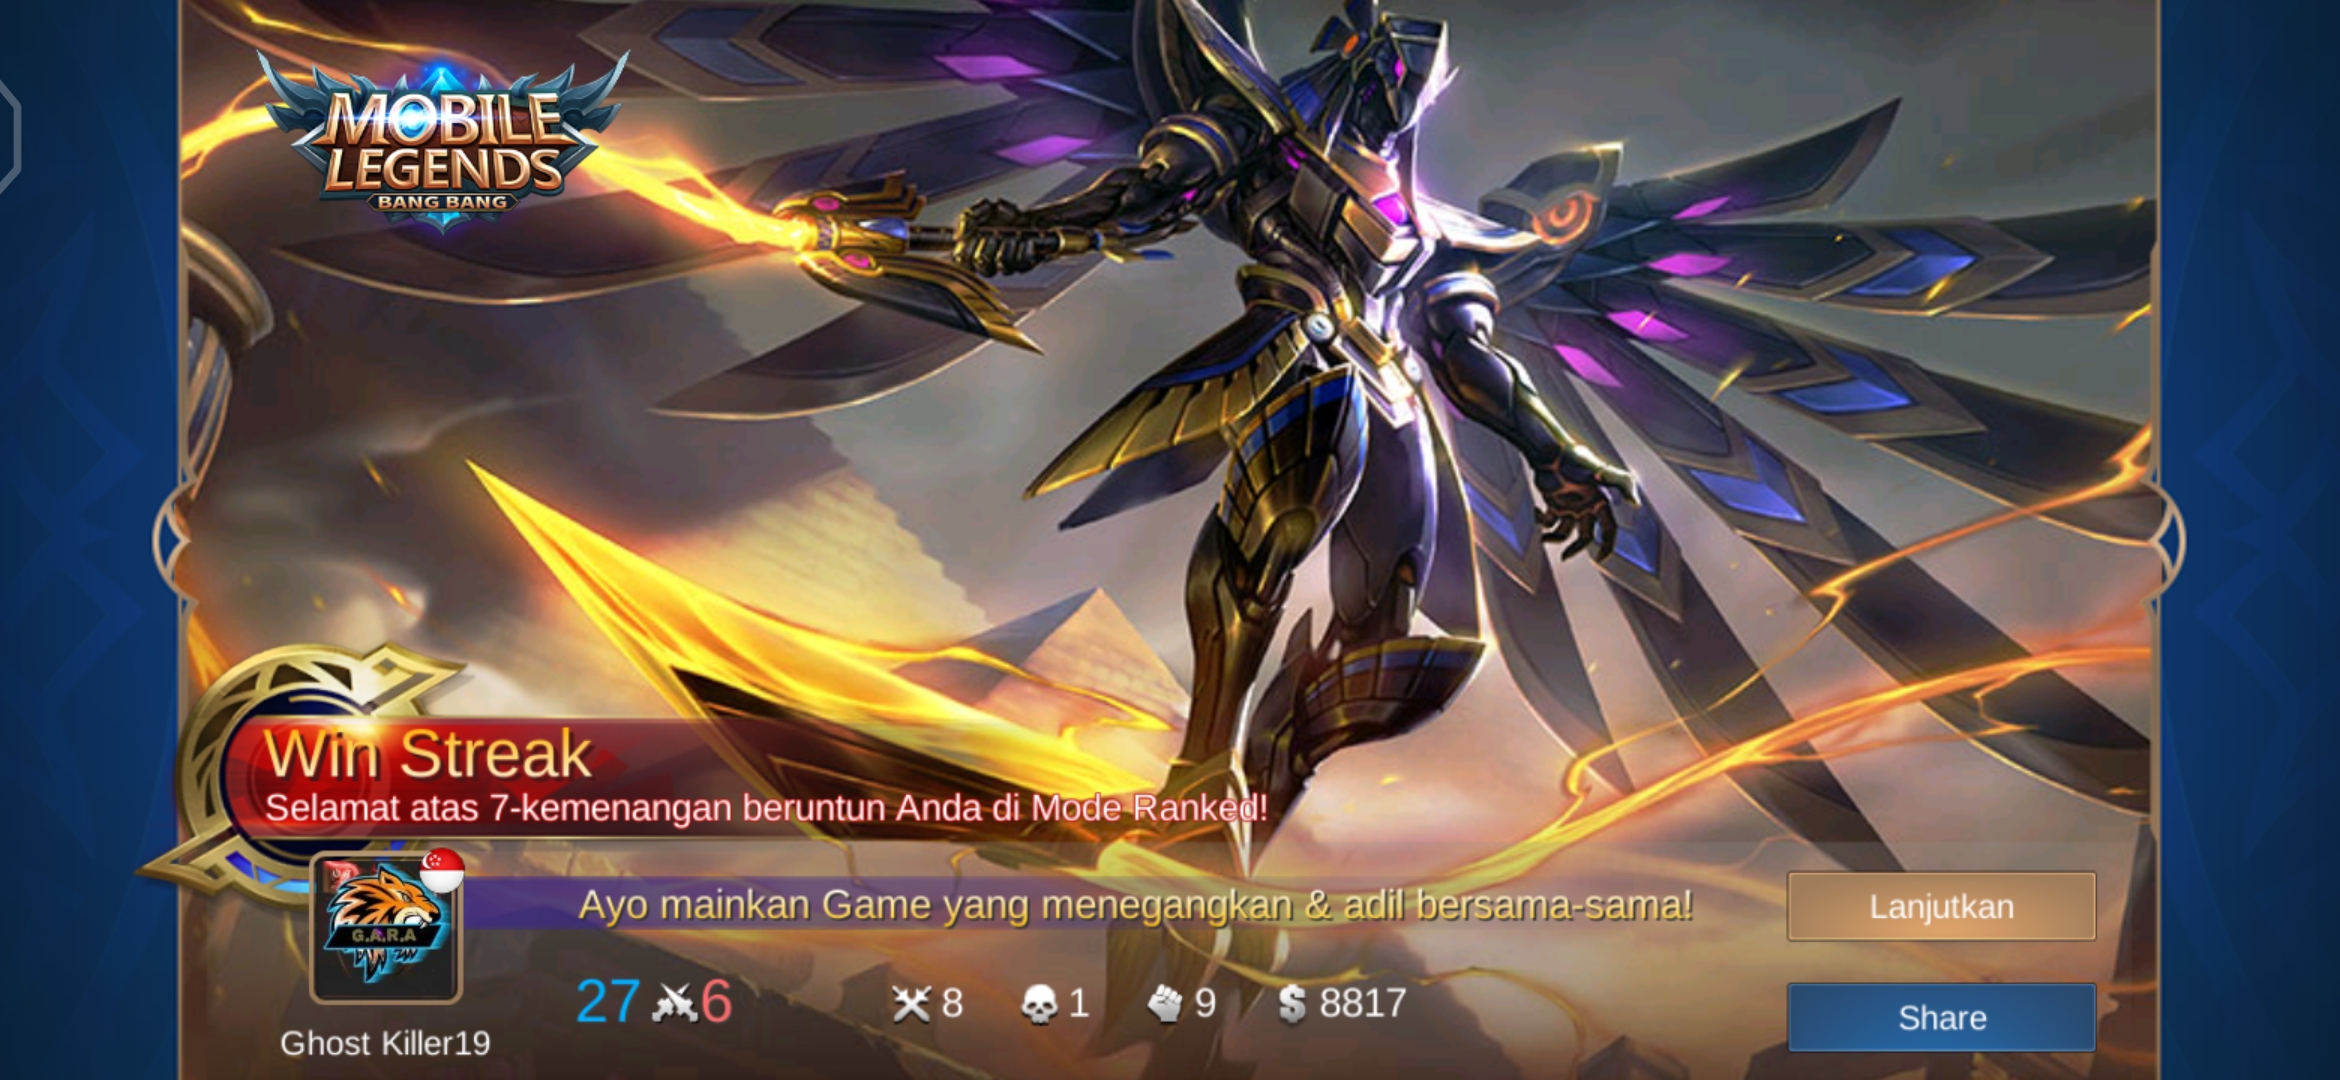 MOBILE
LEGENDS
BANG BANG
Win Streak
Selamat atas 7-kemenangan beruntun Anda di Mode Ranked!
G.A.R.A
Ayo mainkan Game yang menegangkan & adil bersama-sama!
Lanjutkan
27 6 8 1 9 8817
Share
Ghost Killer19